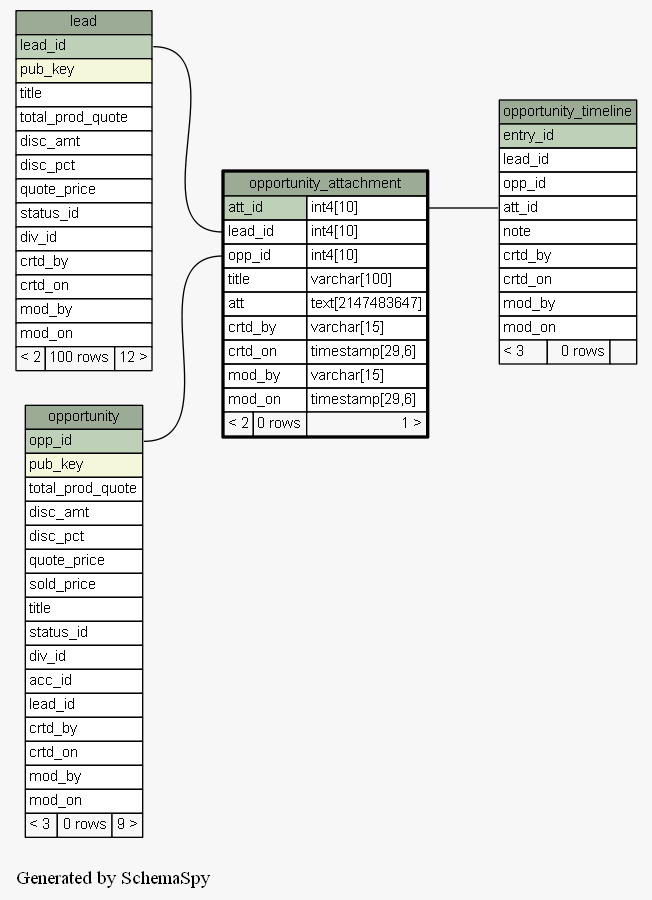 lead
lead_id
pub_key
title
total_prod_quote
disc_amt
disc_pct
quote_price
status_id
div_id
crtd_by
crtd_on
mod_by
mod_on
< 2 100 rows 12 >
opportunity_attachment
att_id int4[10]
lead_id int4[10]
opp_id int4[10]
title varchar[100]
att text[2147483647]
crtd_by varchar[15]
crtd_on timestamp[29,6]
mod_by varchar[15]
mod_on timestamp[29,6]
< 2 0 rows 1 >
opportunity_timeline
entry_id
lead_id
opp_id
att_id
note
crtd_by
crtd_on
mod_by
mod_on
< 3 0 rows
opportunity
opp_id
pub_key
total_prod_quote
disc_amt
disc_pct
quote_price
sold_price
title
status_id
div_id
acc_id
lead_id
crtd_by
crtd_on
mod_by
mod_on
< 3 0 rows 9 >
Generated by SchemaSpy